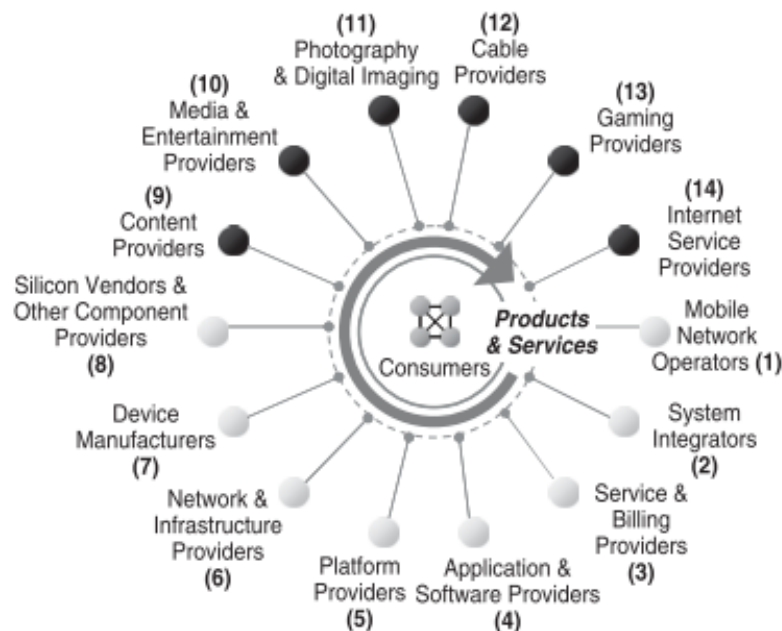 (11)
Photography
& Digital Imaging
(12)
Cable
Providers
(10)
Media &
Entertainment
Providers
(13)
Gaming
Providers
(9)
Content
Providers
(14)
Internet
Service
Providers
Silicon Vendors &
Other Component
Providers
(8)
Products
& Services
Consumers
Mobile
Network
Operators (1)
Device
Manufacturers
(7)
System
Integrators
(2)
Network &
Infrastructure
Providers
(6)
Service &
Billing
Providers
(3)
Platform
Providers
(5)
Application &
Software Providers
(4)